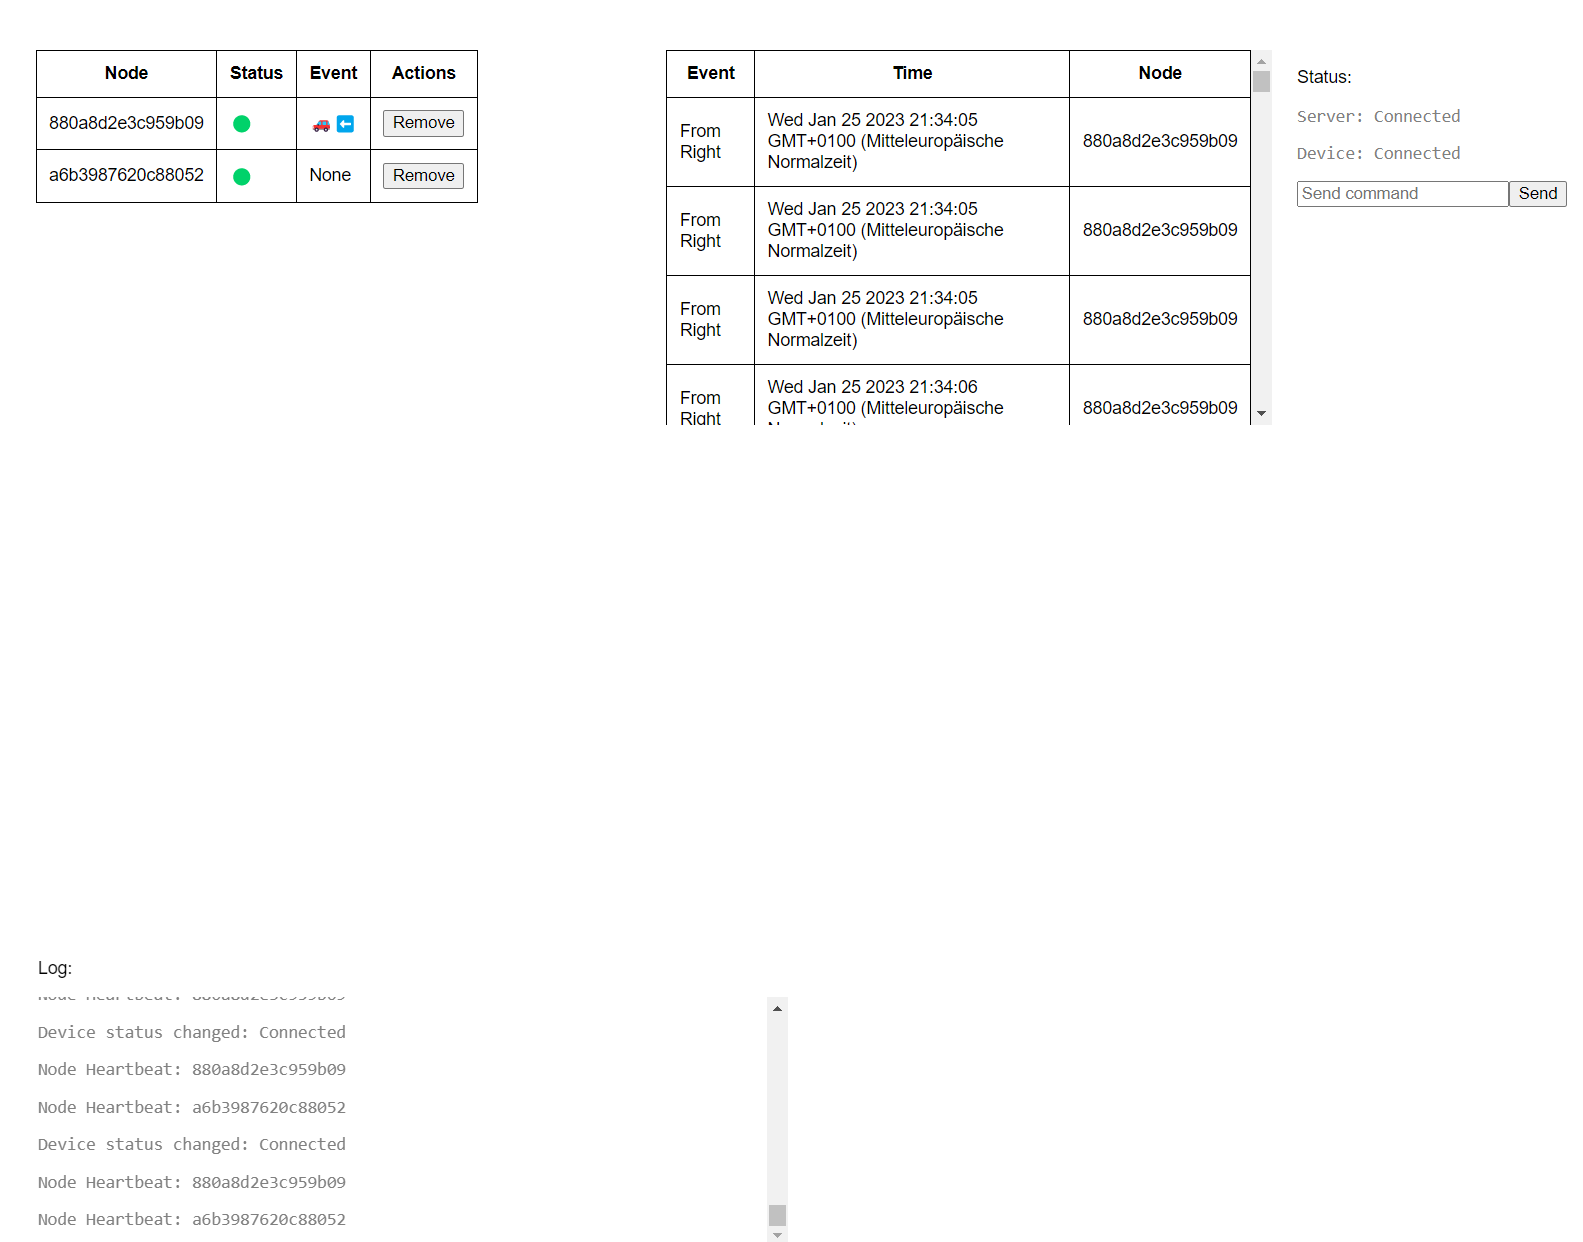 Node Status Event Actions
880a8d2e3c959b09 🚗 ⬅️ Remove
a6b3987620c88052 None Remove
Event Time Node
From Right
Wed Jan 25 2023 21:34:05
GMT+0100 (Mitteleuropäische
Normalzeit)
880a8d2e3c959b09
From Right
Wed Jan 25 2023 21:34:05
GMT+0100 (Mitteleuropäische
Normalzeit)
880a8d2e3c959b09
From Right
Wed Jan 25 2023 21:34:05
GMT+0100 (Mitteleuropäische
Normalzeit)
880a8d2e3c959b09
From Right
Wed Jan 25 2023 21:34:06
GMT+0100 (Mitteleuropäische
880a8d2e3c959b09
Status:
Server: Connected
Device: Connected
Send command Send
Log:
Node Heartbeat: 880a8d2e3c959b09
Device status changed: Connected
Node Heartbeat: 880a8d2e3c959b09
Node Heartbeat: a6b3987620c88052
Device status changed: Connected
Node Heartbeat: 880a8d2e3c959b09
Node Heartbeat: a6b3987620c88052